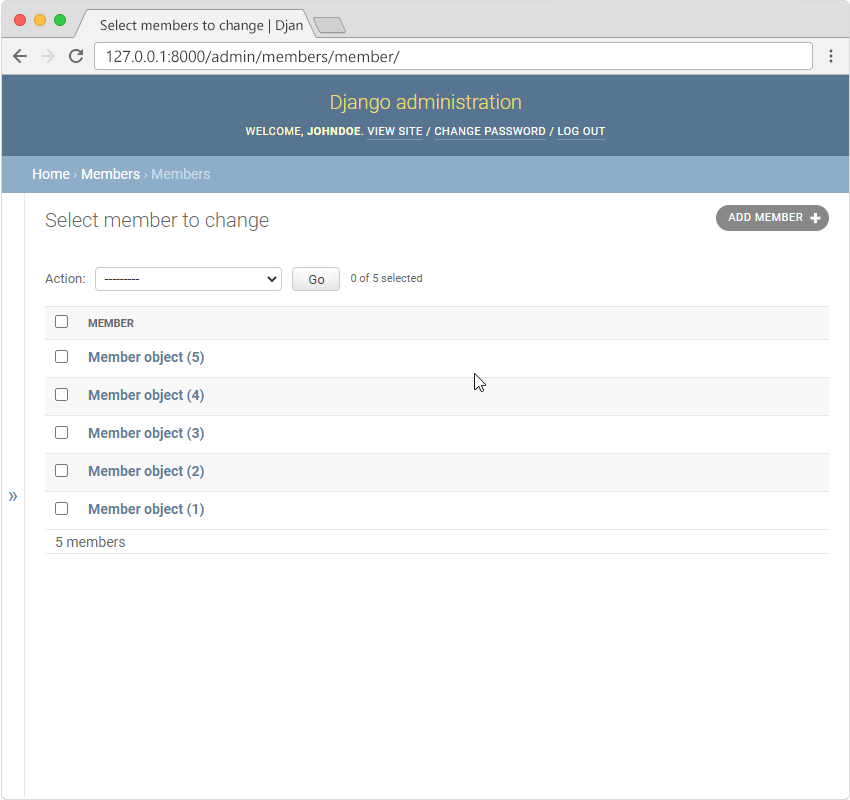 Select members to change | Djan
127.0.0.1:8000/admin/members/member/
Django administration
WELCOME, JOHNDOE. VIEW SITE / CHANGE PASSWORD / LOG OUT
Home › Members › Members
Select member to change
ADD MEMBER +
Action: --------- Go 0 of 5 selected
MEMBER
Member object (5)
Member object (4)
Member object (3)
Member object (2)
»
Member object (1)
5 members